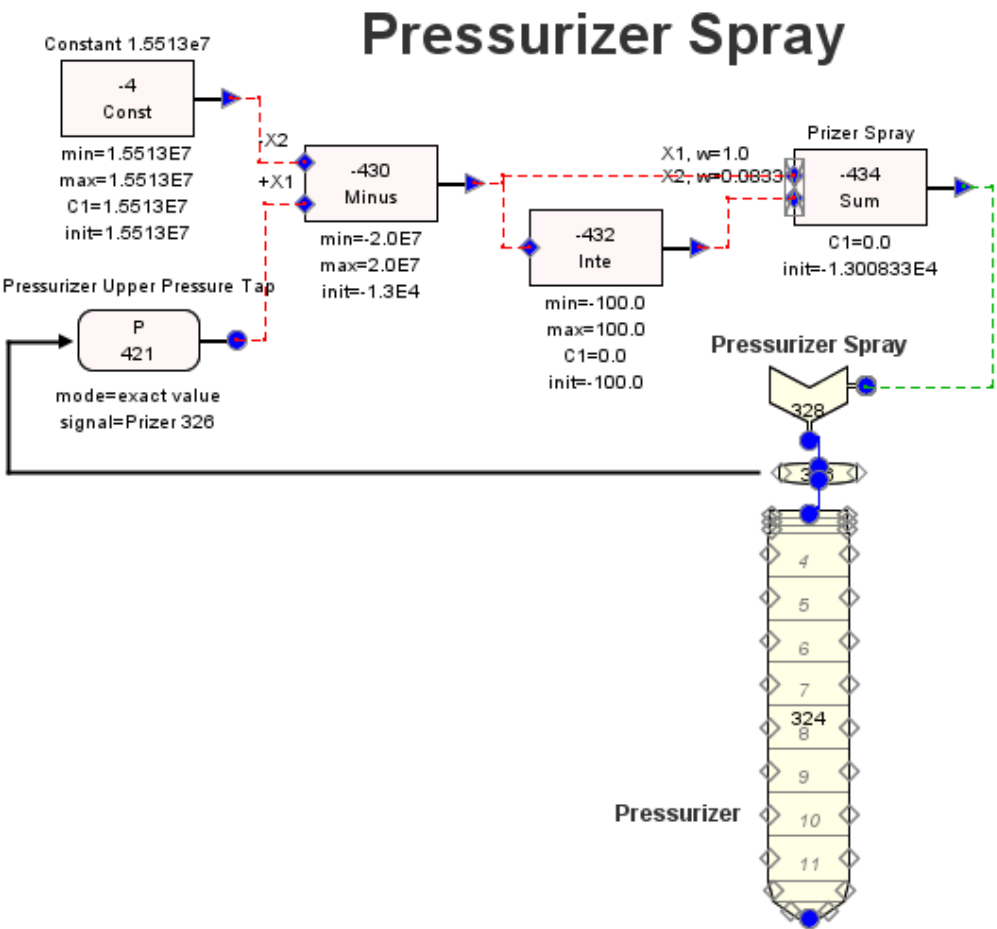 Pressurizer Spray
Constant 1.5513e7
-4
Const
min=1.5513E7
max=1.5513E7
C1=1.5513E7
init=1.5513E7
-X2
+X1
-430
Minus
min=-2.0E7
max=2.0E7
init=-1.3E4
X1, w=1.0
X2, w=0.0833
-432
Inte
min=-100.0
max=100.0
C1=0.0
init=-100.0
Prizer Spray
-434
Sum
C1=0.0
init=-1.300833E4
Pressurizer Upper Pressure Tap
P
421
mode=exact value
signal=Prizer 326
Pressurizer Spray
328
4
5
6
7
324
8
9
10
11
Pressurizer